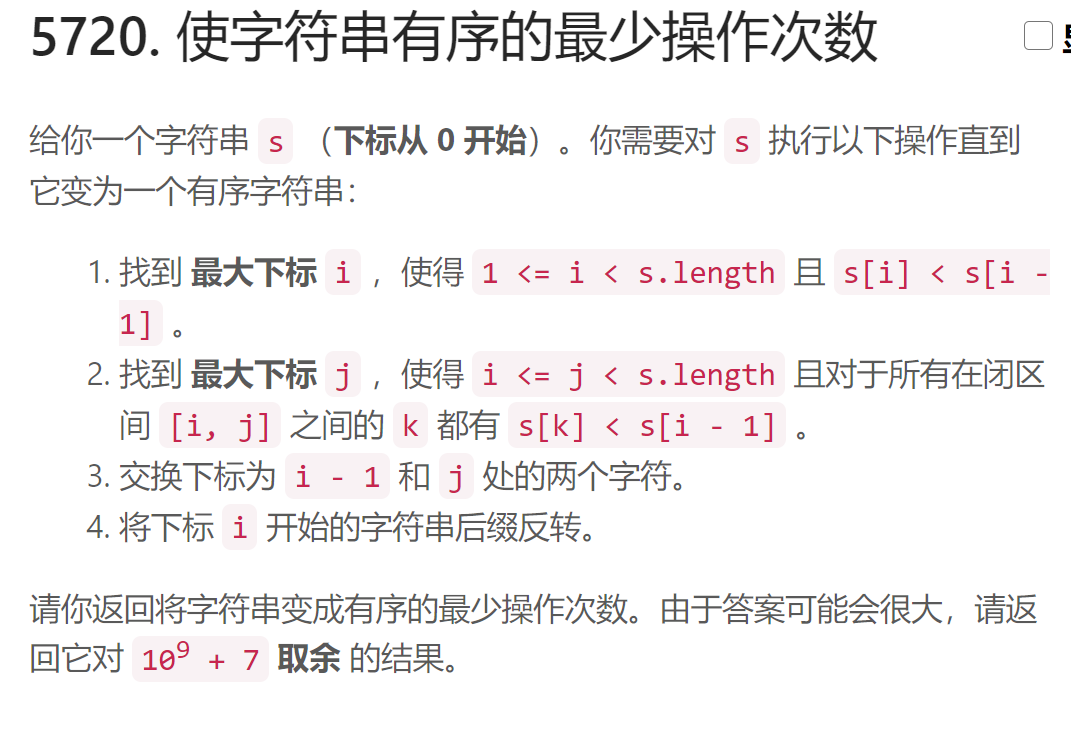 5720. 使字符串有序的最少操作次数
给你一个字符串 s （下标从 0 开始）。你需要对 s 执行以下操作直到
它变为一个有序字符串：
1. 找到 最大下标 i ，使得 1 <= i < s.length 且 s[i] < s[i -
1] 。
2. 找到 最大下标 j ，使得 i <= j < s.length 且对于所有在闭区
间 [i, j] 之间的 k 都有 s[k] < s[i - 1] 。
3. 交换下标为 i - 1 和 j 处的两个字符。
4. 将下标 i 开始的字符串后缀反转。
请你返回将字符串变成有序的最少操作次数。由于答案可能会很大，请返
回它对 10⁹ + 7 取余 的结果。